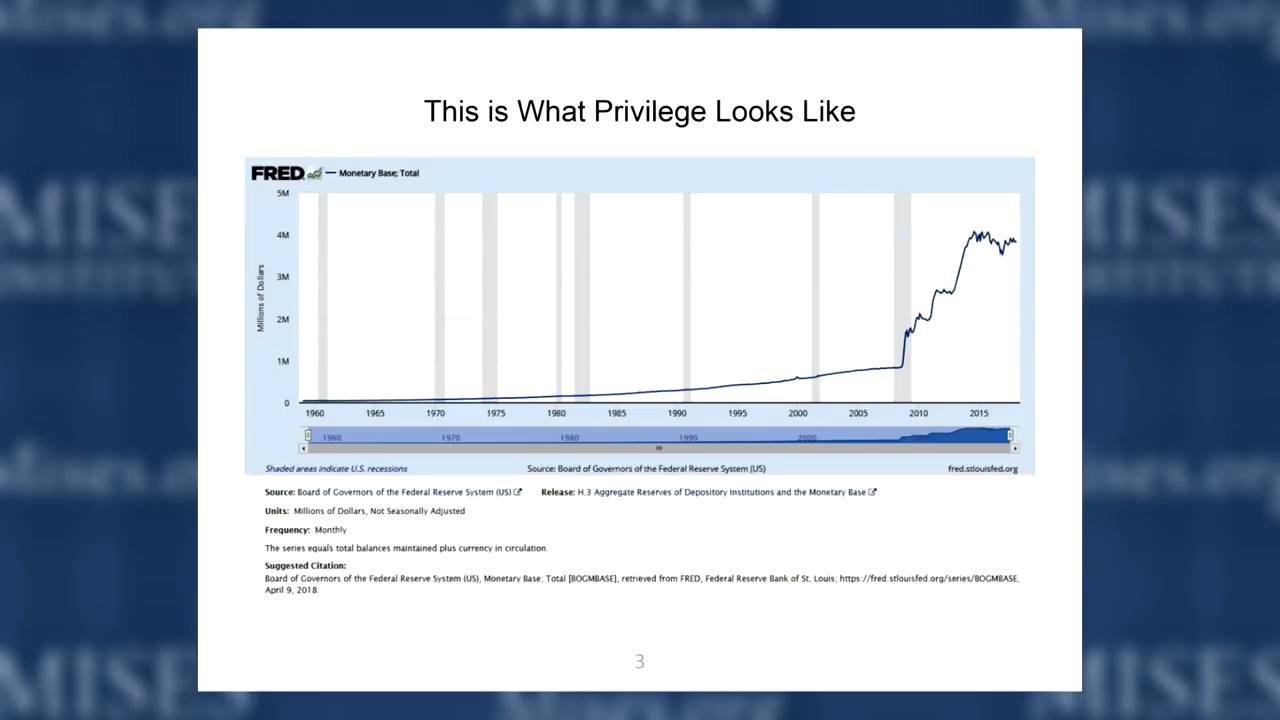 Mises.org
MISES
INSTITUTE
This is What Privilege Looks Like
FRED
Monetary Base; Total
5M
4M
3M
2M
1M
0
Millions of Dollars
1960 1965 1970 1975 1980 1985 1990 1995 2000 2005 2010 2015
1960 1970 1980 1990 2000
Shaded areas indicate U.S. recessions Source: Board of Governors of the Federal Reserve System (US) fred.stlouisfed.org
Source: Board of Governors of the Federal Reserve System (US) Release: H.3 Aggregate Reserves of Depository Institutions and the Monetary Base
Units: Millions of Dollars, Not Seasonally Adjusted
Frequency: Monthly
The series equals total balances maintained plus currency in circulation.
Suggested Citation:
Board of Governors of the Federal Reserve System (US), Monetary Base; Total [BOGMBASE], retrieved from FRED, Federal Reserve Bank of St. Louis; https://fred.stlouisfed.org/series/BOGMBASE,
April 9, 2018.
3